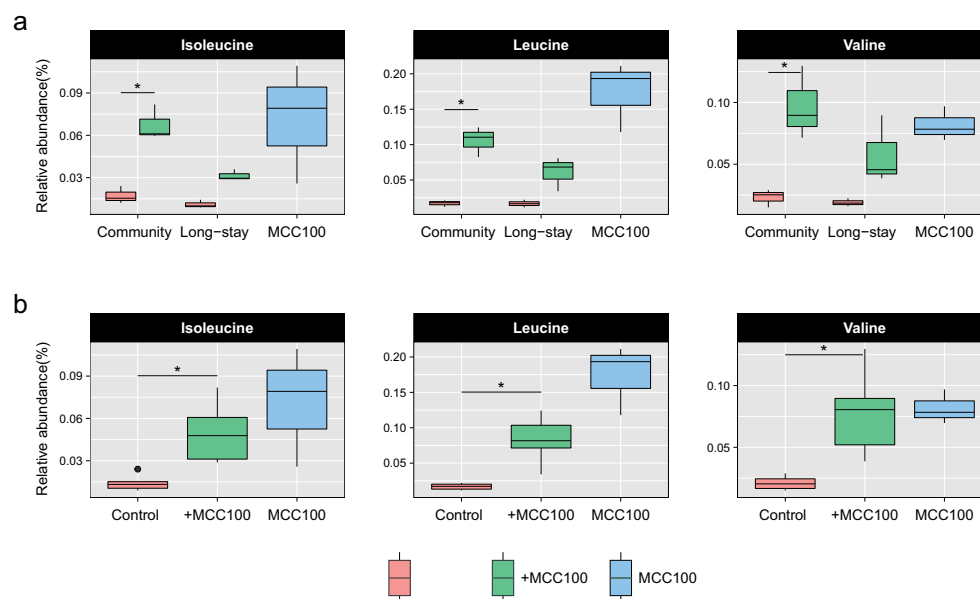 a
Isoleucine
Leucine
Valine
Relative abundance(%)
0.09
0.06
0.03
*
Community
Long−stay
MCC100
0.20
0.15
0.10
0.05
*
Community
Long−stay
MCC100
0.10
0.05
*
Community
Long−stay
MCC100
b
Isoleucine
Leucine
Valine
Relative abundance(%)
0.09
0.06
0.03
*
Control
+MCC100
MCC100
0.20
0.15
0.10
0.05
*
Control
+MCC100
MCC100
0.10
0.05
*
Control
+MCC100
MCC100
+MCC100
MCC100